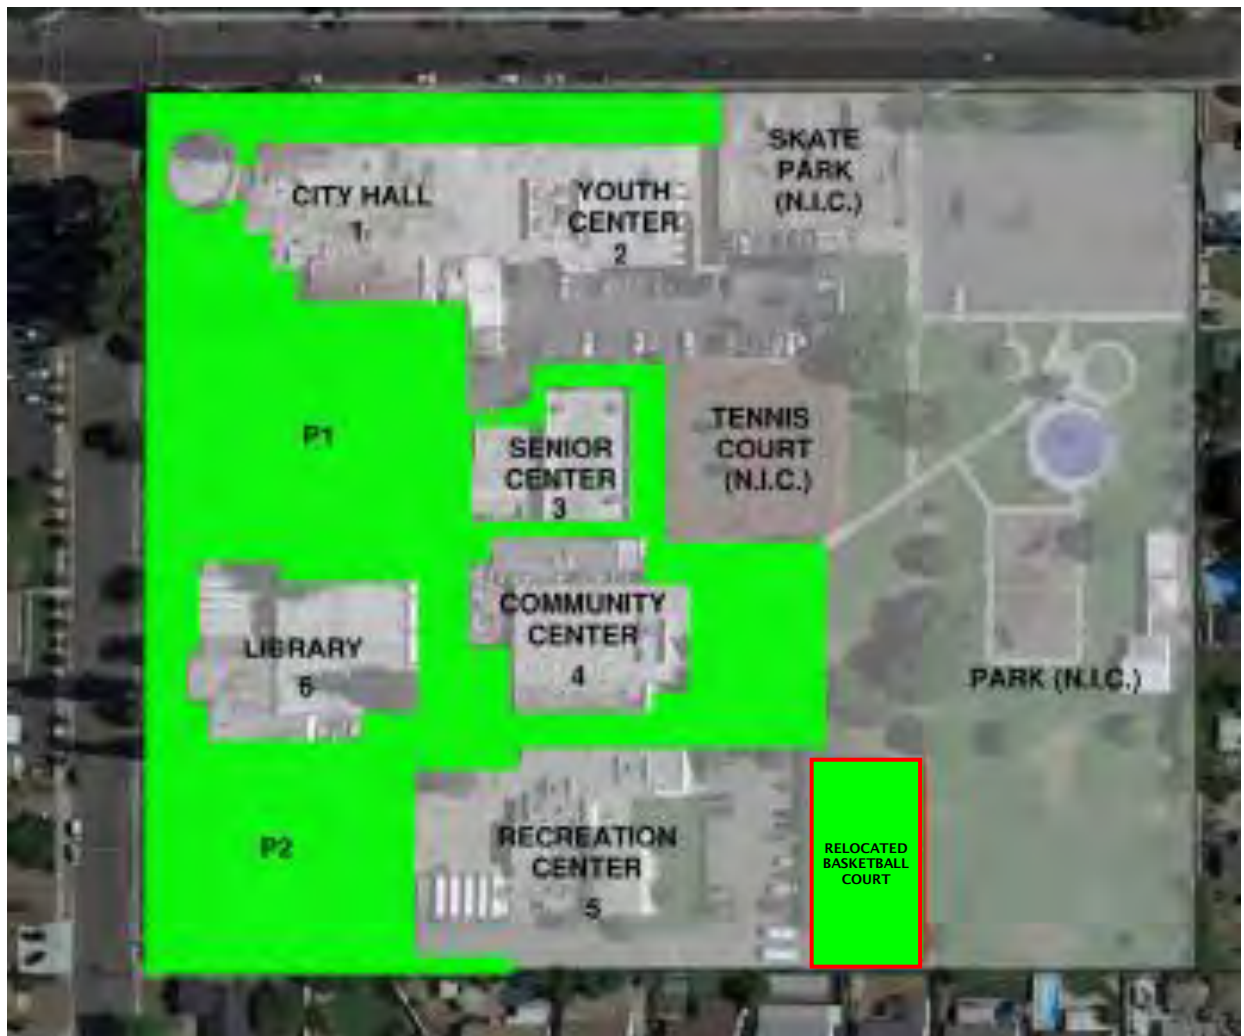 SKATE
PARK
(N.I.C.)
CITY HALL
1
YOUTH
CENTER
2
P1
SENIOR
CENTER
3
TENNIS
COURT
(N.I.C.)
LIBRARY
6
COMMUNITY
CENTER
4
PARK (N.I.C.)
P2
RECREATION
CENTER
5
RELOCATED
BASKETBALL
COURT